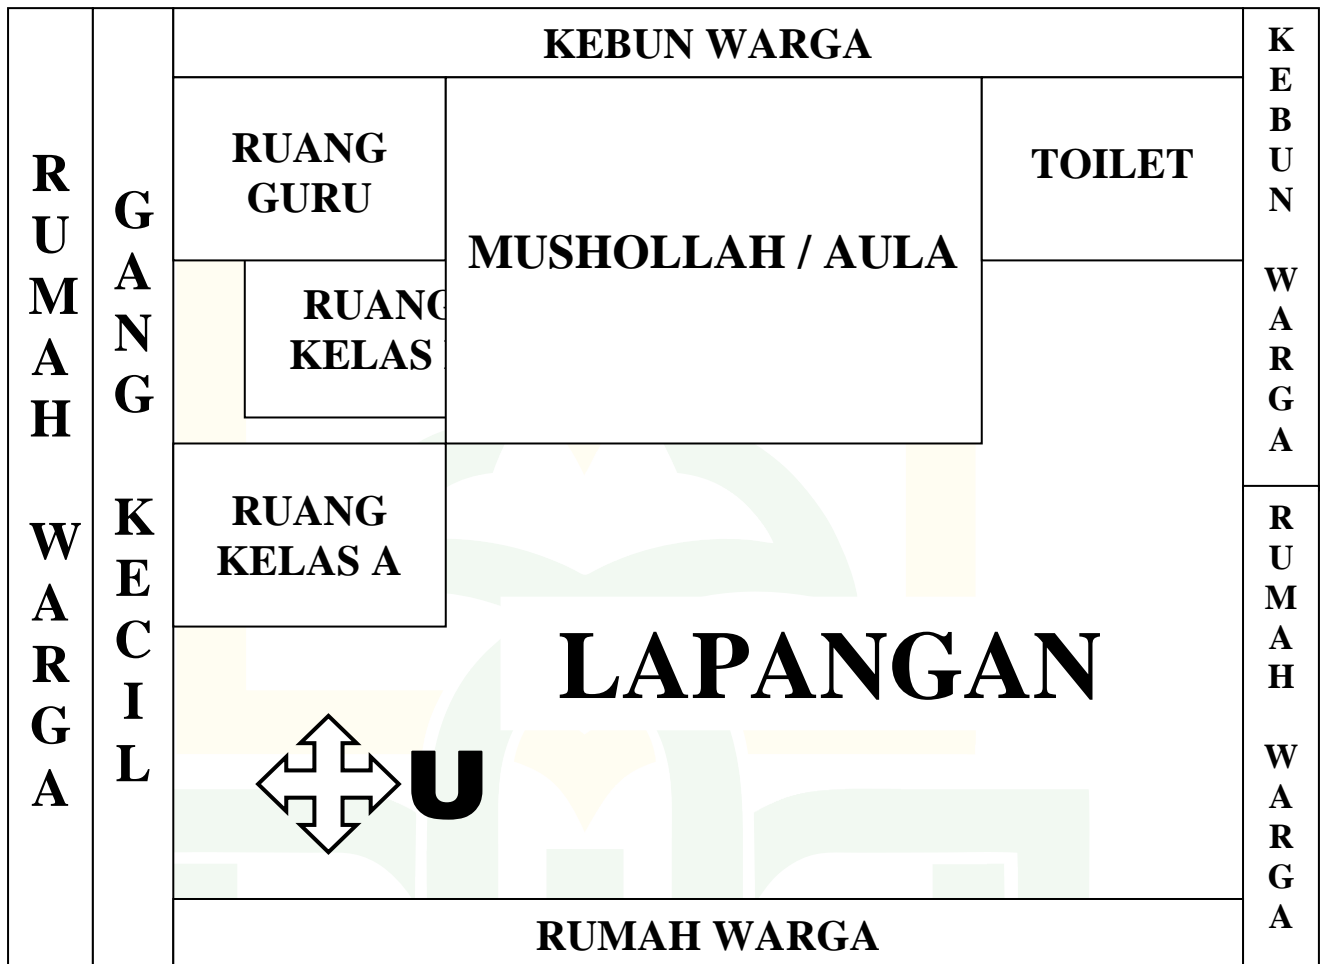 KEBUN WARGA
RUMAH WARGA
GANG KECIL
RUANG
GURU
MUSHOLLAH / AULA
TOILET
KEBUN WARGA
RUANG
KELAS
RUANG
KELAS A
LAPANGAN
U
RUMAH WARGA
RUMAH WARGA